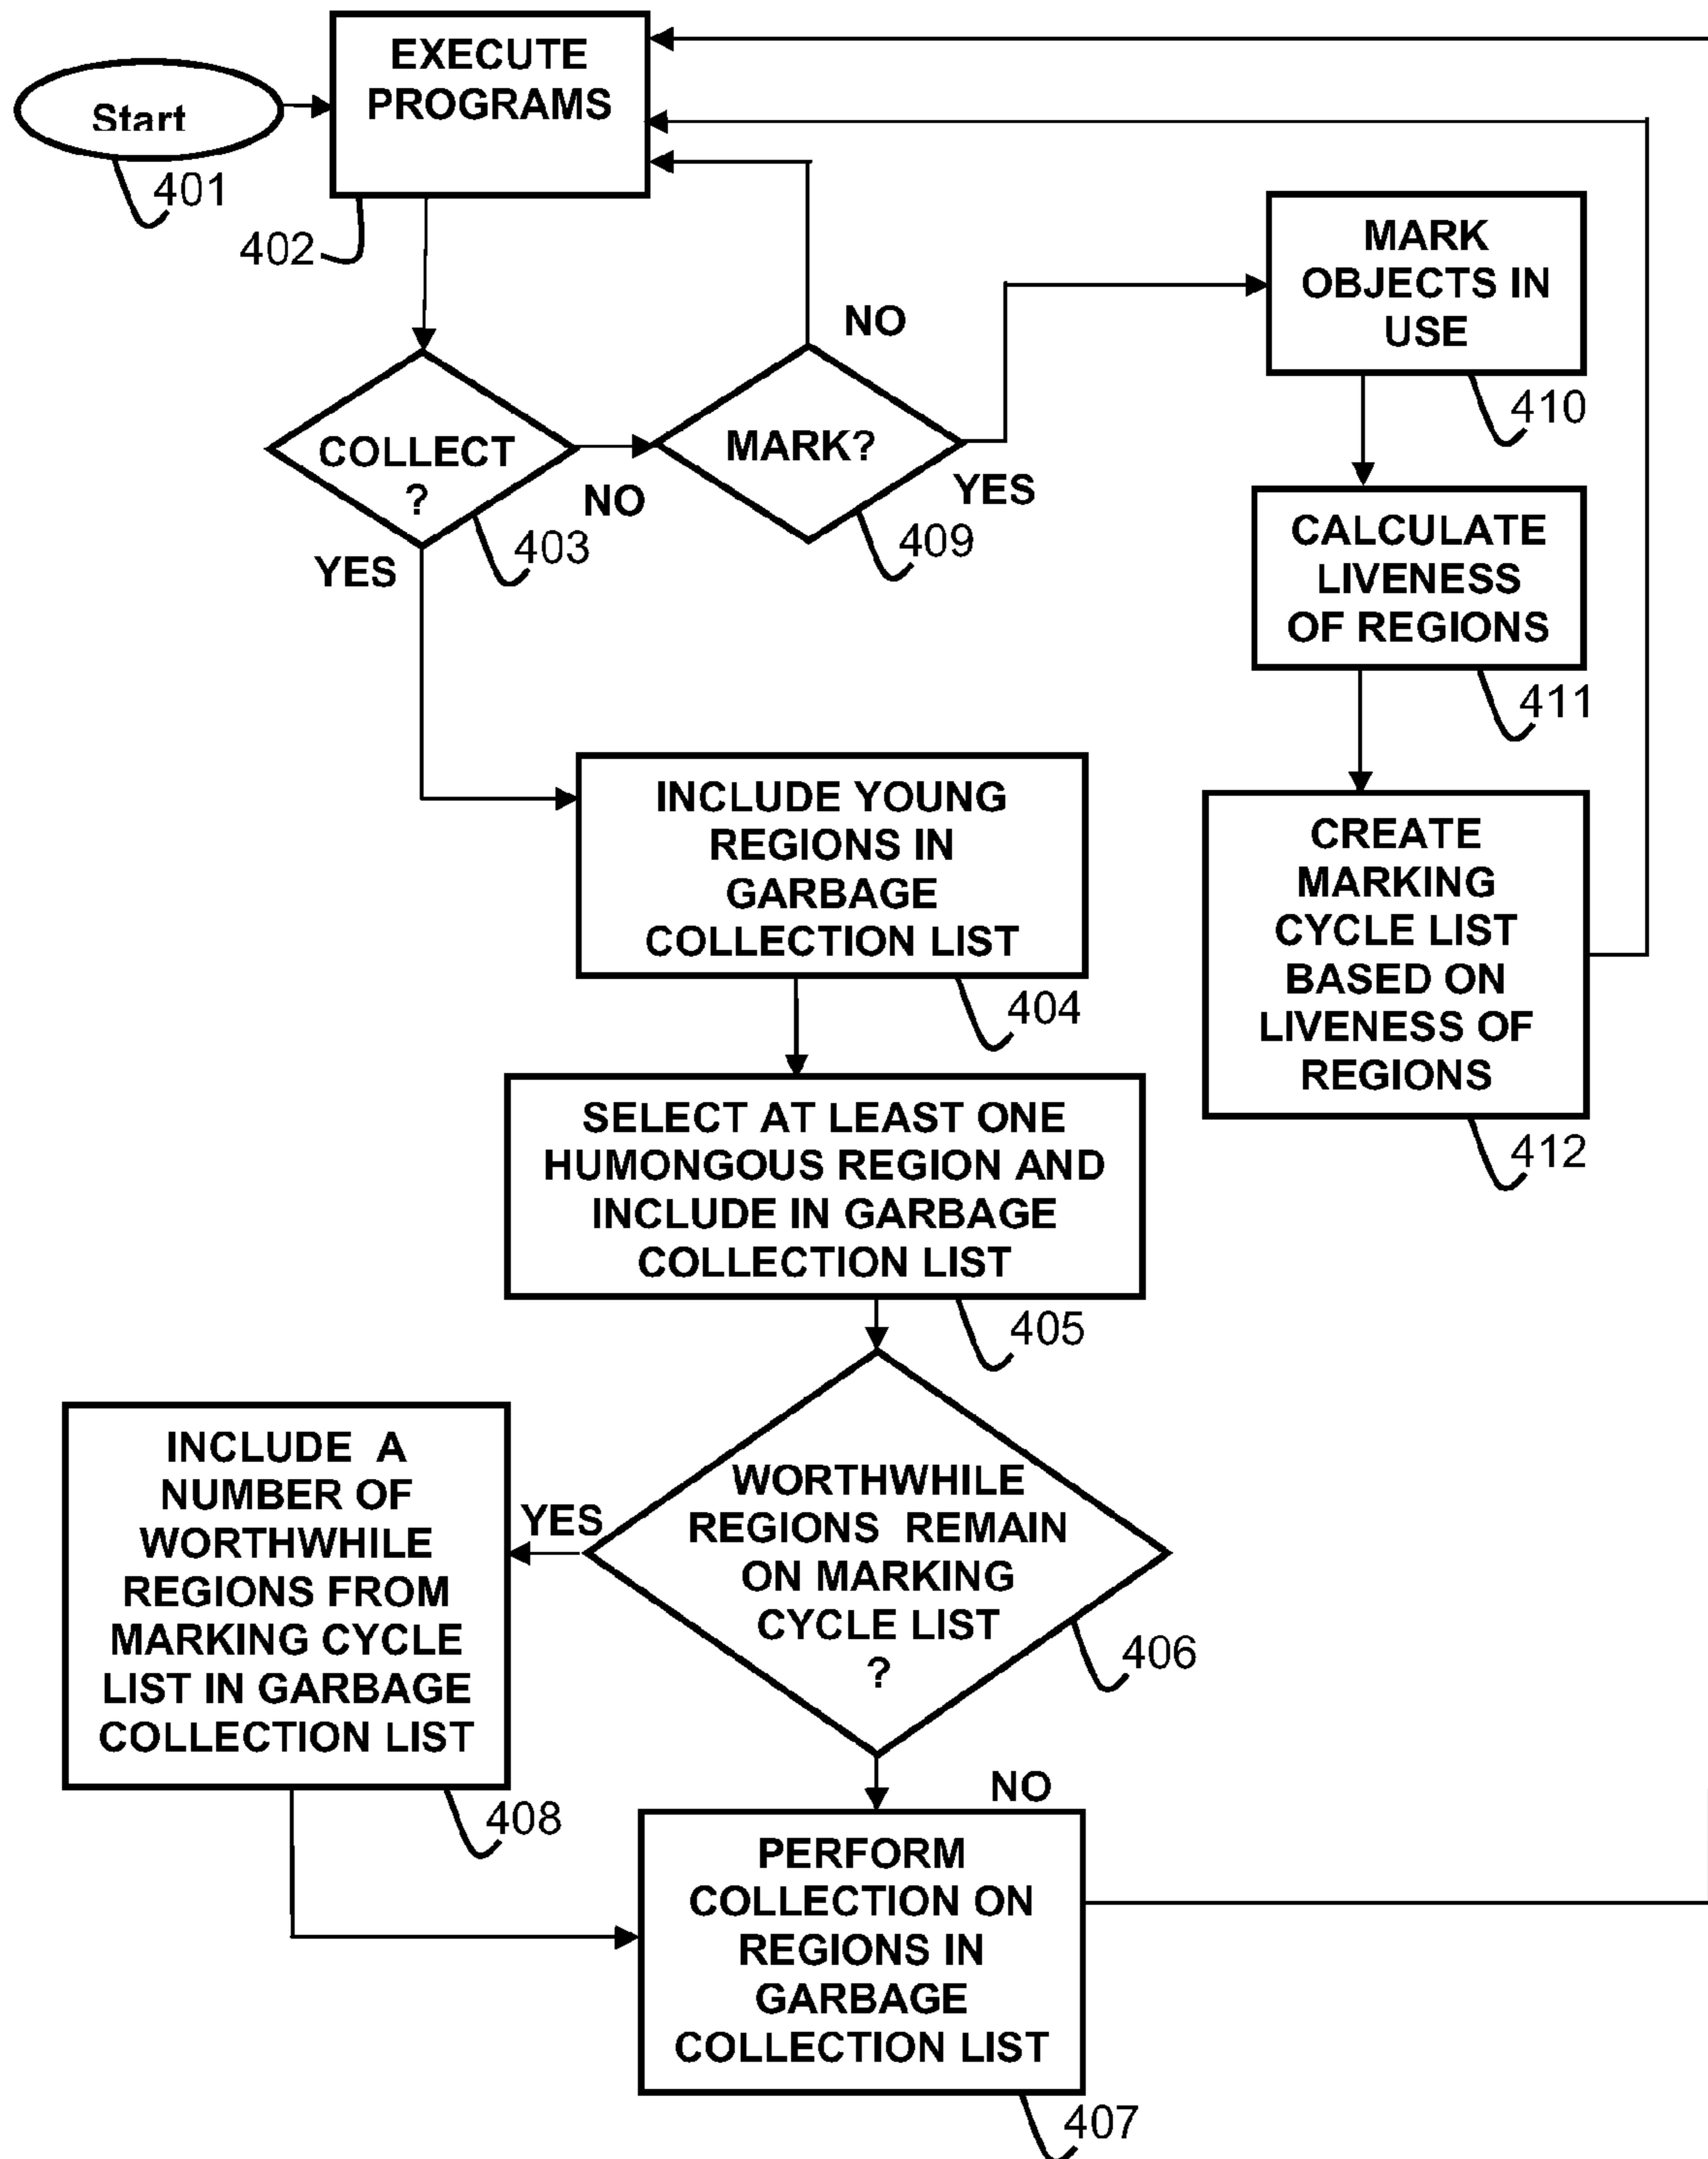 EXECUTE
PROGRAMS
Start
401
402
COLLECT
?
403
NO
YES
MARK?
409
NO
YES
MARK
OBJECTS IN
USE
410
CALCULATE
LIVENESS
OF REGIONS
411
CREATE
MARKING
CYCLE LIST
BASED ON
LIVENESS OF
REGIONS
412
INCLUDE YOUNG
REGIONS IN
GARBAGE
COLLECTION LIST
404
SELECT AT LEAST ONE
HUMONGOUS REGION AND
INCLUDE IN GARBAGE
COLLECTION LIST
405
WORTHWHILE
REGIONS REMAIN
ON MARKING
CYCLE LIST
?
406
YES
NO
INCLUDE A
NUMBER OF
WORTHWHILE
REGIONS FROM
MARKING CYCLE
LIST IN GARBAGE
COLLECTION LIST
408
PERFORM
COLLECTION ON
REGIONS IN
GARBAGE
COLLECTION LIST
407